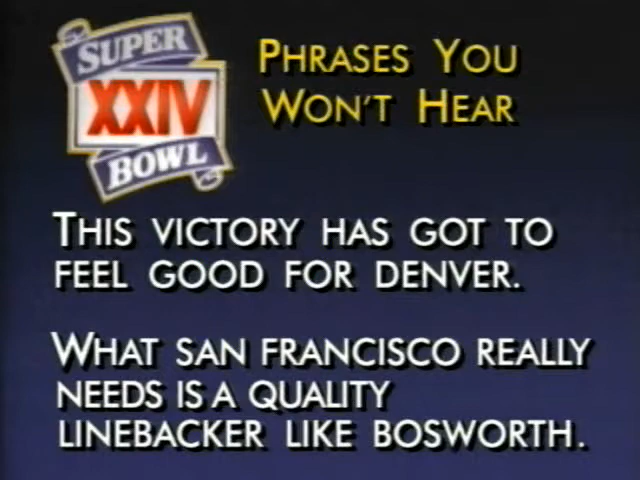 SUPER
XXIV
BOWL
PHRASES YOU
WON'T HEAR
THIS VICTORY HAS GOT TO
FEEL GOOD FOR DENVER.
WHAT SAN FRANCISCO REALLY
NEEDS IS A QUALITY
LINEBACKER LIKE BOSWORTH.